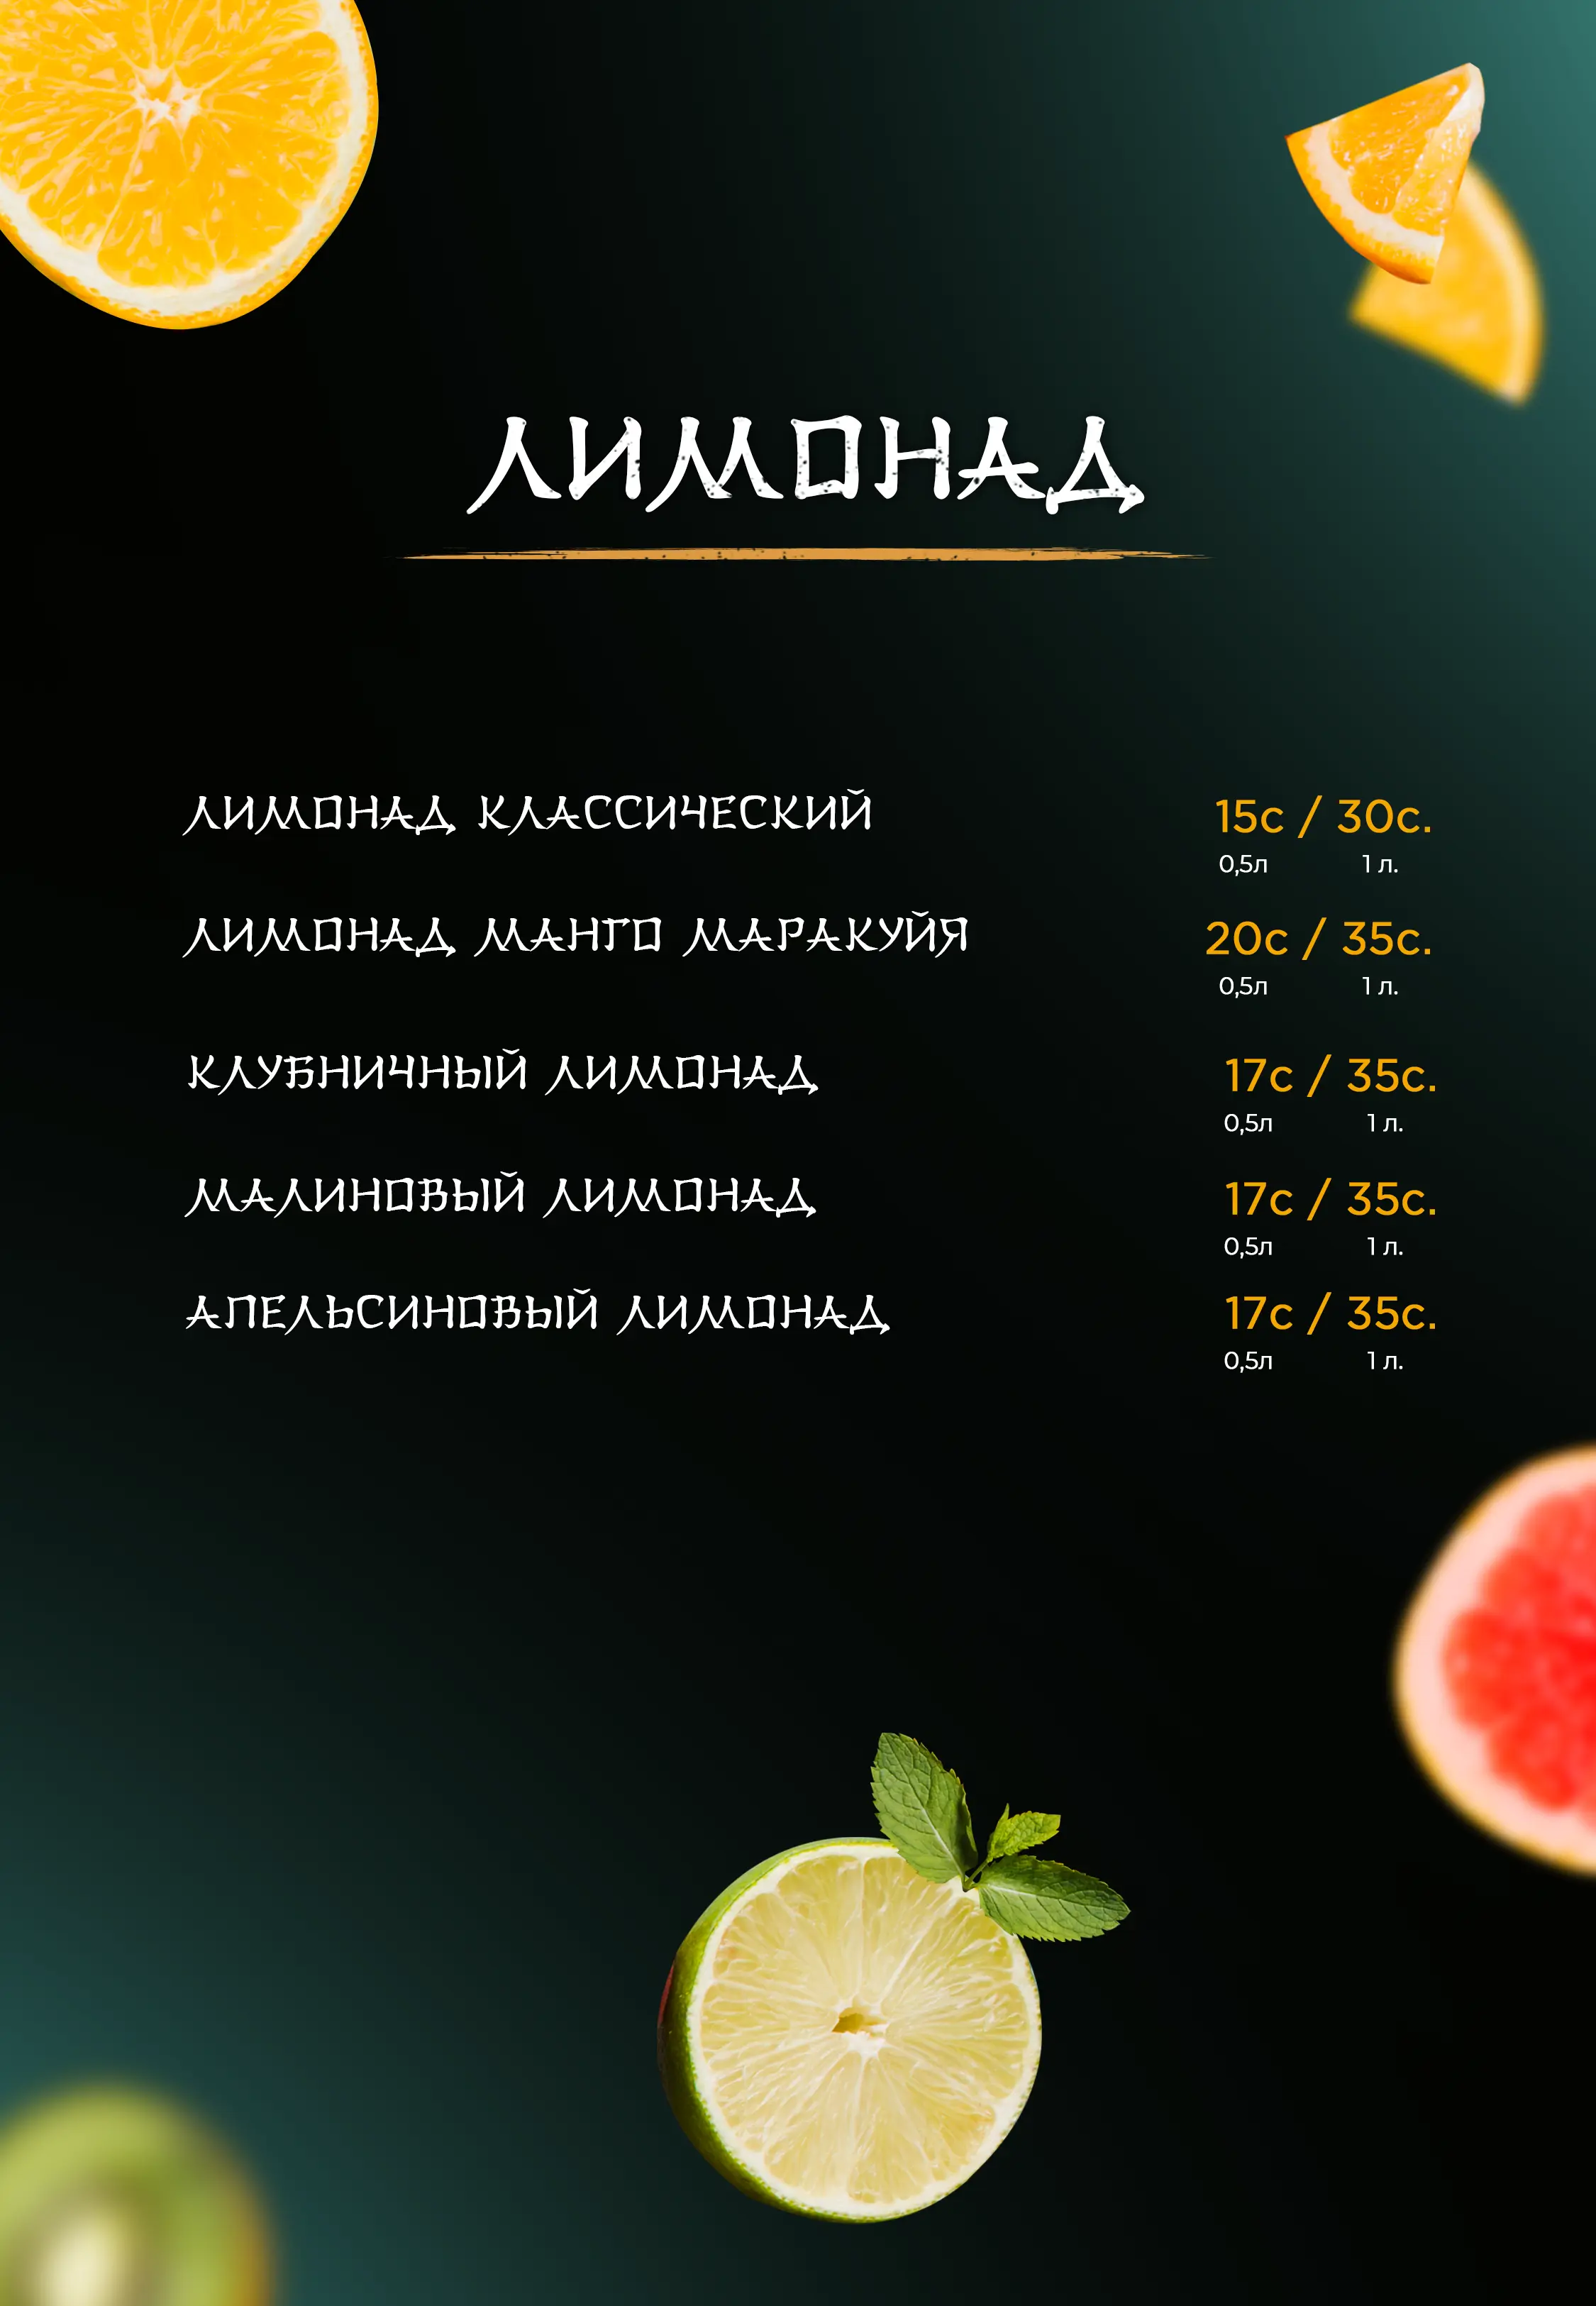 ЛИМОНАД
ЛИМОНАД КЛАССИЧЕСКИЙ 15с / 30с.
0,5л 1 л.
ЛИМОНАД МАНГО МАРАКУЙЯ 20с / 35с.
0,5л 1 л.
КЛУБНИЧНЫЙ ЛИМОНАД 17с / 35с.
0,5л 1 л.
МАЛИНОВЫЙ ЛИМОНАД 17с / 35с.
0,5л 1 л.
АПЕЛЬСИНОВЫЙ ЛИМОНАД 17с / 35с.
0,5л 1 л.